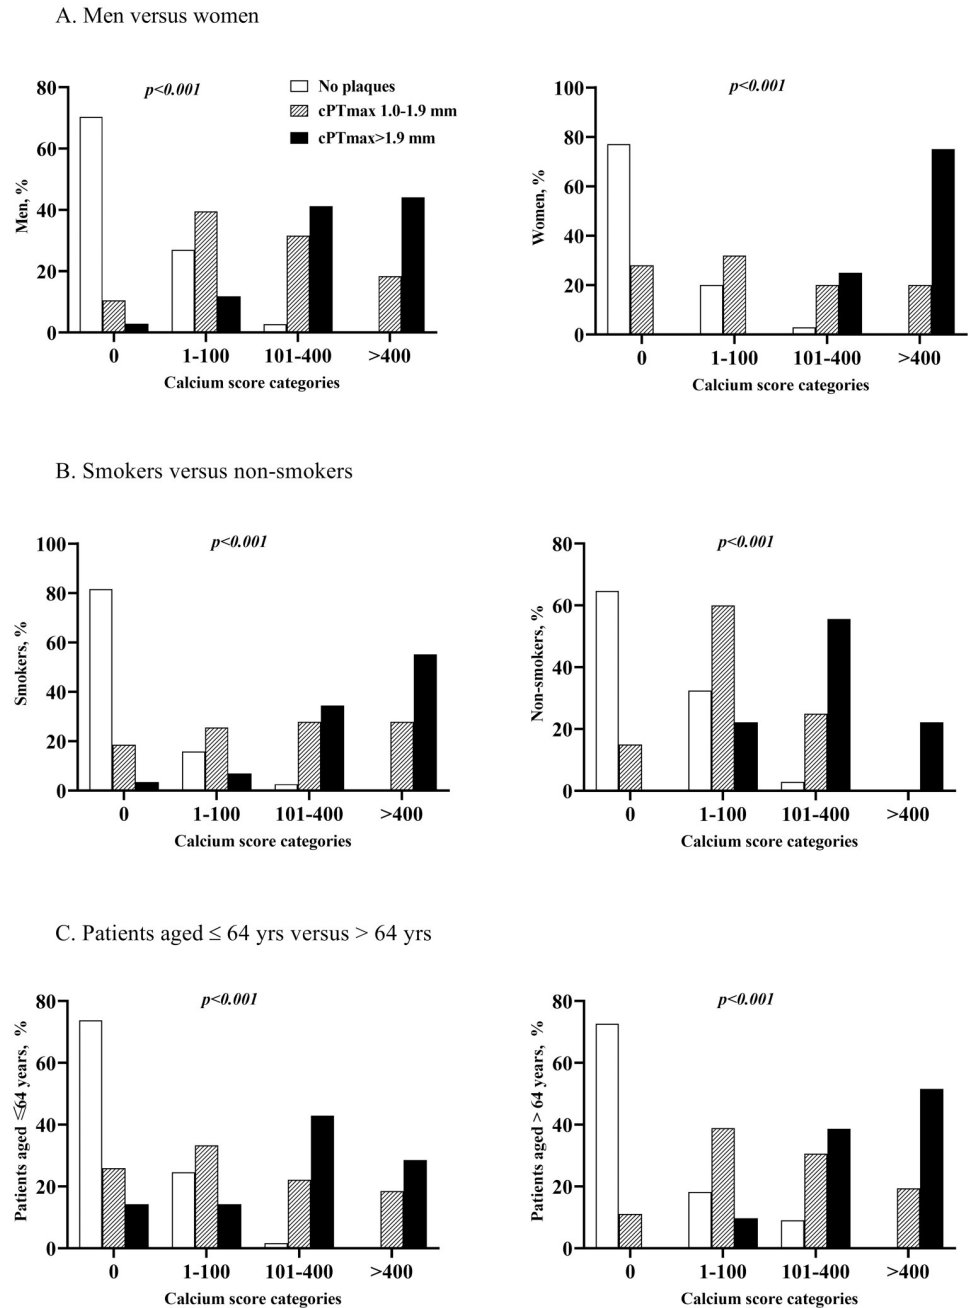 A. Men versus women
80
60
40
20
0
Men, %
p<0.001
No plaques
cPTmax 1.0-1.9 mm
cPTmax>1.9 mm
0 1-100 101-400 >400
Calcium score categories
100
80
60
40
20
0
Women, %
p<0.001
0 1-100 101-400 >400
Calcium score categories
B. Smokers versus non-smokers
100
80
60
40
20
0
Smokers, %
p<0.001
0 1-100 101-400 >400
Calcium score categories
80
60
40
20
0
Non-smokers, %
p<0.001
0 1-100 101-400 >400
Calcium score categories
C. Patients aged ≤ 64 yrs versus > 64 yrs
80
60
40
20
0
Patients aged ≤64 years, %
p<0.001
0 1-100 101-400 >400
Calcium score categories
80
60
40
20
0
Patients aged > 64 years, %
p<0.001
0 1-100 101-400 >400
Calcium score categories